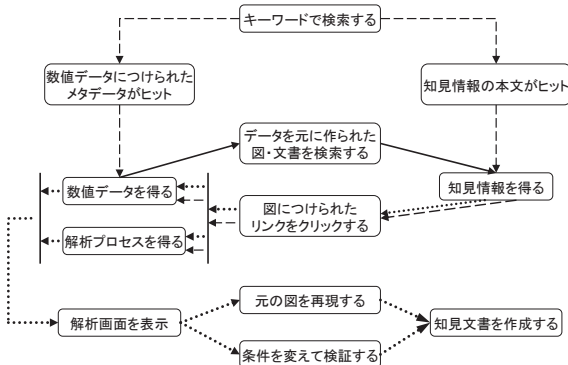 キーワードで検索する
数値データにつけられた
メタデータがヒット
知見情報の本文がヒット
データを元に作られた
図・文書を検索する
数値データを得る
知見情報を得る
図につけられた
リンクをクリックする
解析プロセスを得る
元の図を再現する
解析画面を表示
知見文書を作成する
条件を変えて検証する